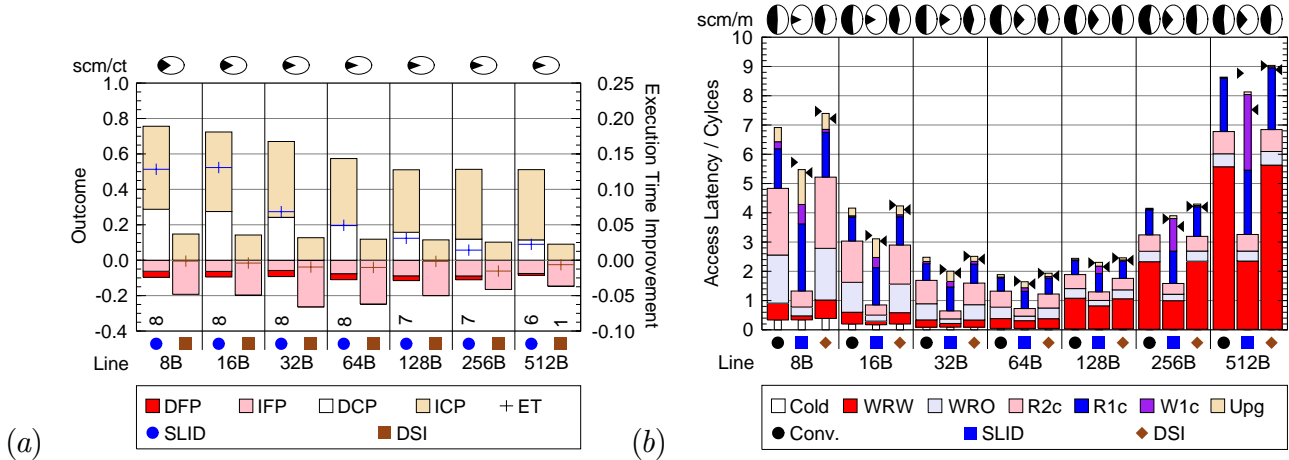 scm/ct
1.0
0.8
0.6
0.4
0.2
0.0
-0.2
-0.4
Outcome
0.25
0.20
0.15
0.10
0.05
0.00
-0.05
-0.10
Execution Time Improvement
8
8
8
8
7
7
6
1
Line
8B 16B 32B 64B 128B 256B 512B
DFP IFP DCP ICP ET
SLID DSI
(a)
scm/m
10
9
8
7
6
5
4
3
2
1
0
Access Latency / Cylces
Line
8B 16B 32B 64B 128B 256B 512B
Cold WRW WRO R2c R1c W1c Upg
Conv. SLID DSI
(b)